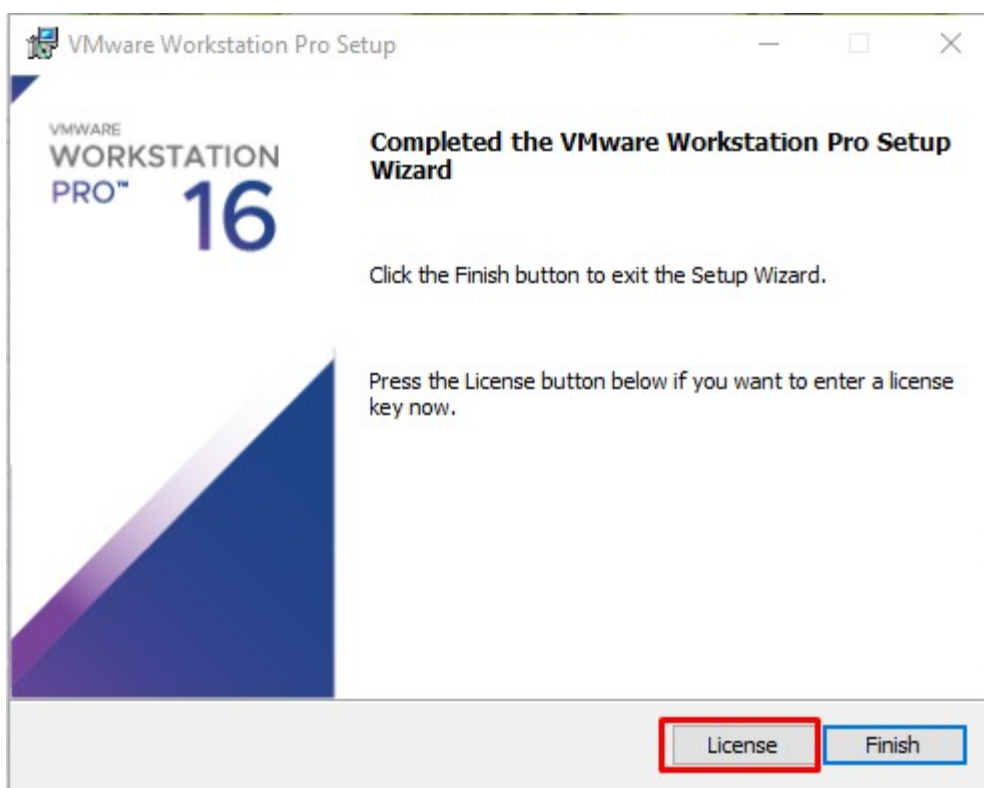 VMware Workstation Pro Setup
VMWARE
WORKSTATION
PRO™
16
Completed the VMware Workstation Pro Setup
Wizard
Click the Finish button to exit the Setup Wizard.
Press the License button below if you want to enter a license
key now.
License
Finish